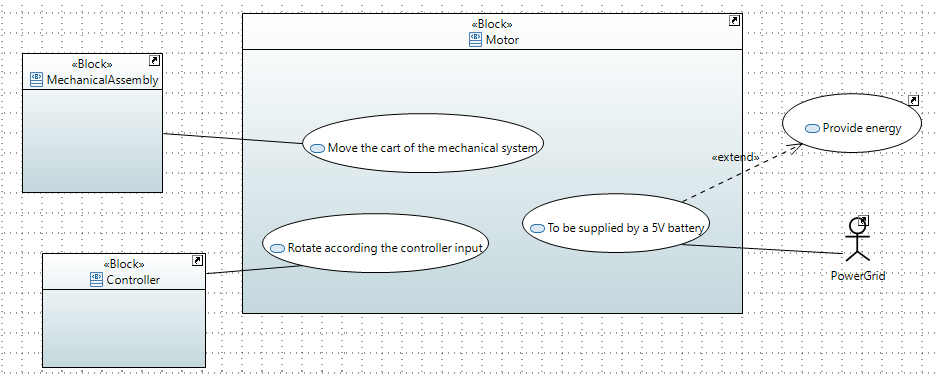 «Block»
Motor
«Block»
MechanicalAssembly
Move the cart of the mechanical system
Provide energy
«extend»
To be supplied by a 5V battery
Rotate according the controller input
«Block»
Controller
PowerGrid